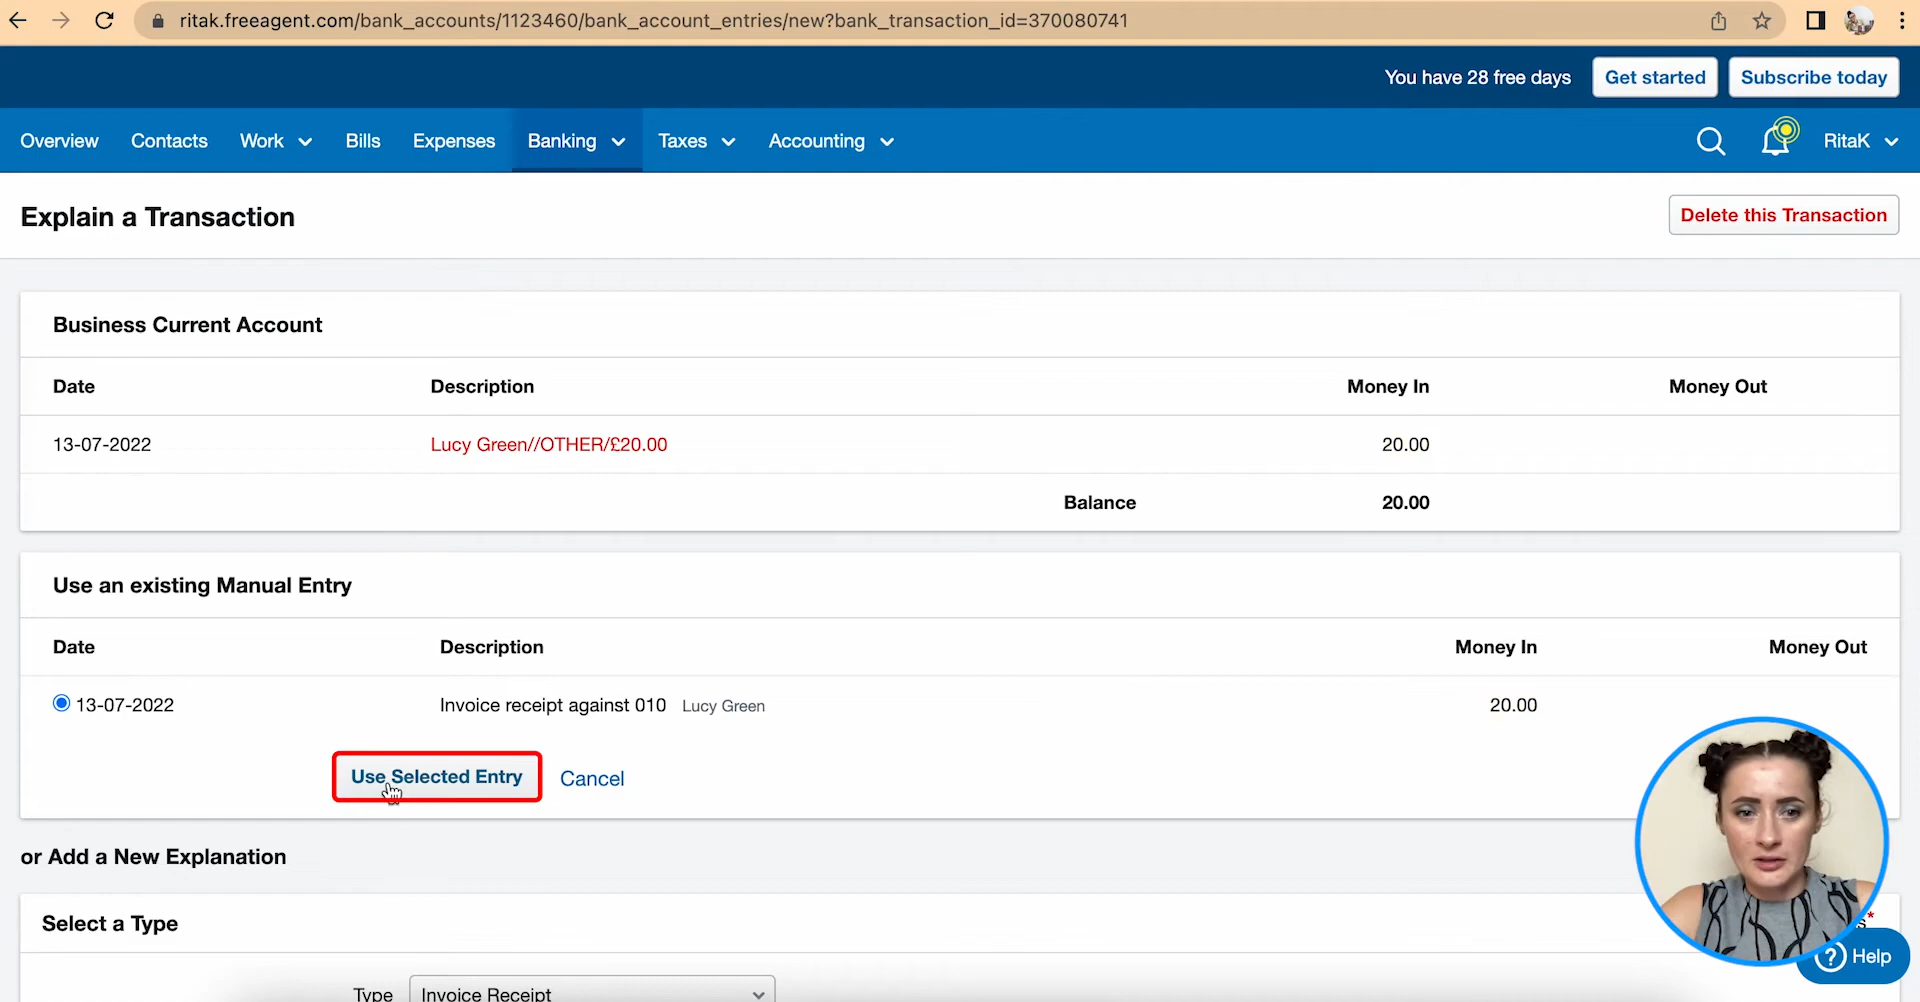 ritak.freeagent.com/bank_accounts/1123460/bank_account_entries/new?bank_transaction_id=370080741
You have 28 free days Get started Subscribe today
Overview Contacts Work Bills Expenses Banking Taxes Accounting RitaK
Explain a Transaction Delete this Transaction
Business Current Account
Date Description Money In Money Out
13-07-2022 Lucy Green//OTHER/£20.00 20.00
Balance 20.00
Use an existing Manual Entry
Date Description Money In Money Out
13-07-2022 Invoice receipt against 010 Lucy Green 20.00
Use Selected Entry Cancel
or Add a New Explanation
Select a Type
? Help
Type Invoice Receipt